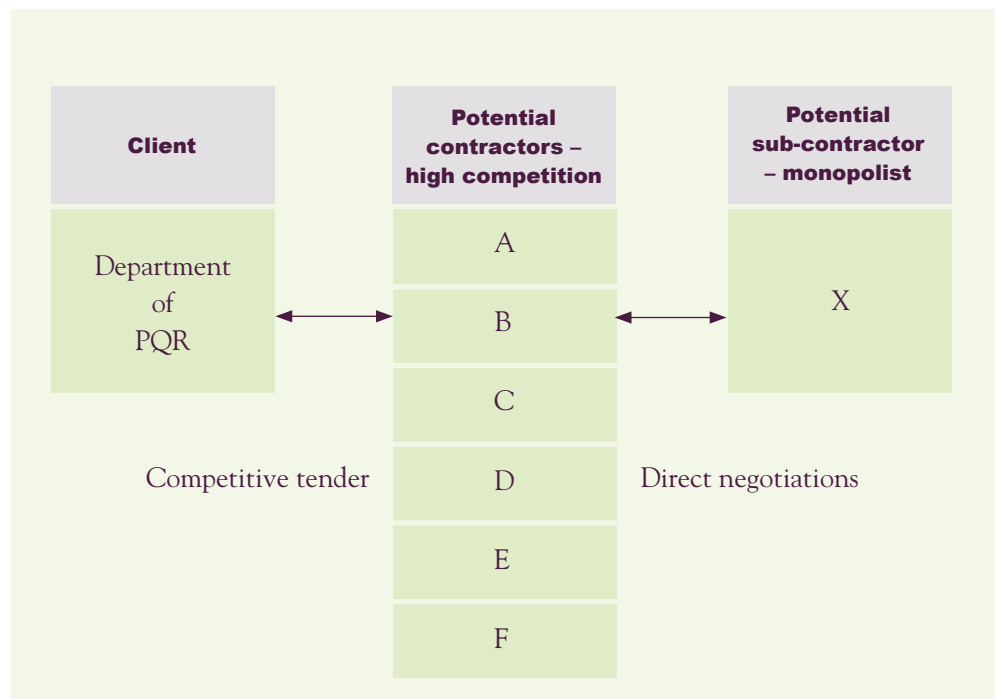 Client
Department
of
PQR
Potential
contractors –
high competition
A
B
C
D
E
F
Potential
sub-contractor
– monopolist
X
Competitive tender
Direct negotiations